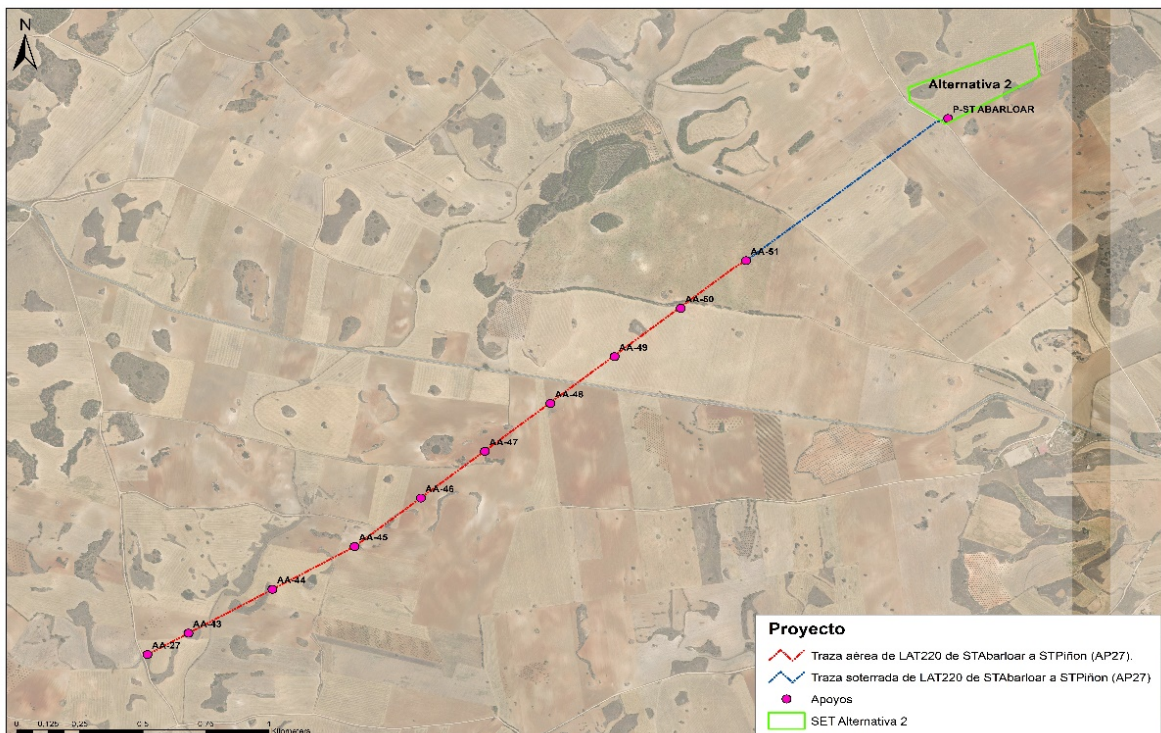 N
Alternativa 2
P-ST ABARLOAR
AA-51
AA-50
AA-49
AA-48
AA-47
AA-46
AA-45
AA-44
AA-43
AA-27
Proyecto
Traza aérea de LAT220 de STAbarloar a STPiñon (AP27).
Traza soterrada de LAT220 de STAbarloar a STPiñon (AP27)
Apoyos
SET Alternativa 2
0 0,125 0,25 0,5 0,75 1
Kilometers